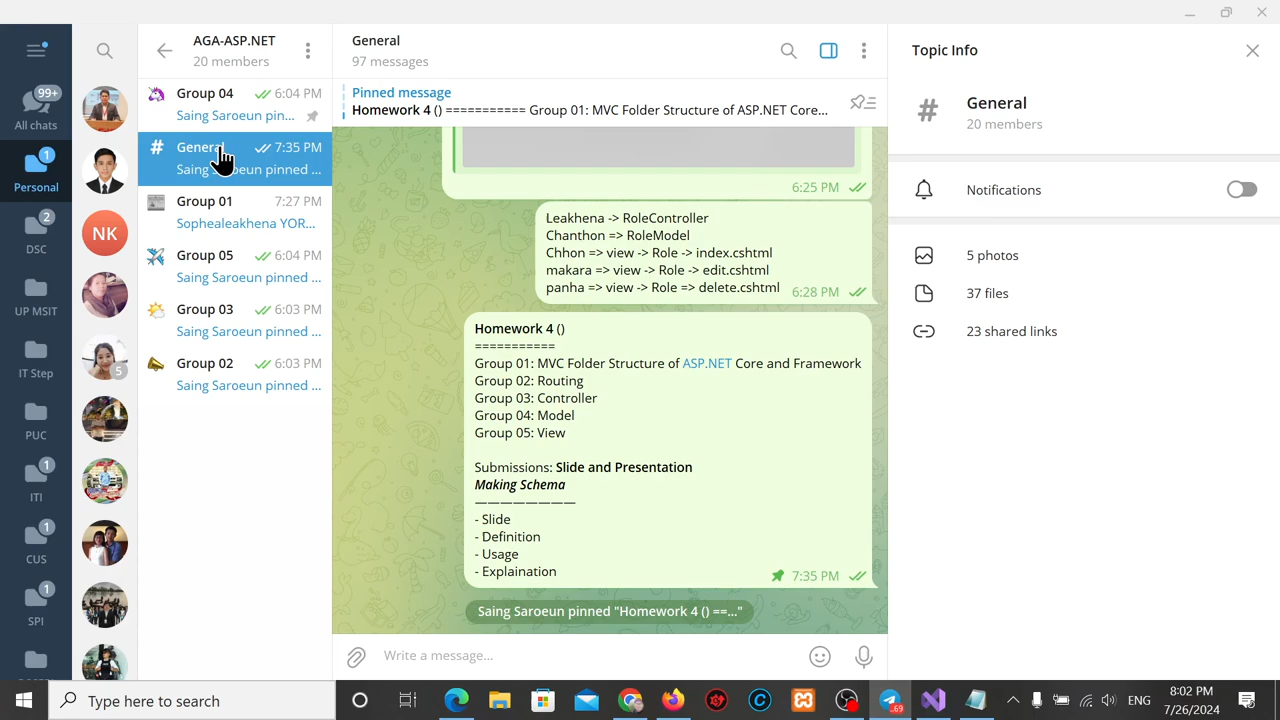 99+
All chats
1
Personal
2
DSC
UP MSIT
IT Step
PUC
1
ITI
1
CUS
1
SPI
NK
5
AGA-ASP.NET
20 members
Group 04
6:04 PM
Saing Saroeun pin...
# General
7:35 PM
Group 01
7:27 PM
Sophealeakhena YOR...
Group 05
6:04 PM
Saing Saroeun pinned ...
Group 03
6:03 PM
Saing Saroeun pinned ...
Group 02
6:03 PM
Saing Saroeun pinned ...
General
97 messages
Pinned message
Homework 4 () =========== Group 01: MVC Folder Structure of ASP.NET Core...
6:25 PM
Leakhena -> RoleController
Chanthon => RoleModel
Chhon => view -> Role -> index.cshtml
makara => view -> Role -> edit.cshtml
panha => view -> Role => delete.cshtml
6:28 PM
Homework 4 ()
===========
Group 01: MVC Folder Structure of ASP.NET Core and Framework
Group 02: Routing
Group 03: Controller
Group 04: Model
Group 05: View
Submissions: Slide and Presentation
Making Schema
——————————
- Slide
- Definition
- Usage
- Explaination
7:35 PM
Saing Saroeun pinned "Homework 4 () ==..."
Write a message...
Topic Info
# General
20 members
Notifications
5 photos
37 files
23 shared links
Type here to search
ENG
8:02 PM
7/26/2024